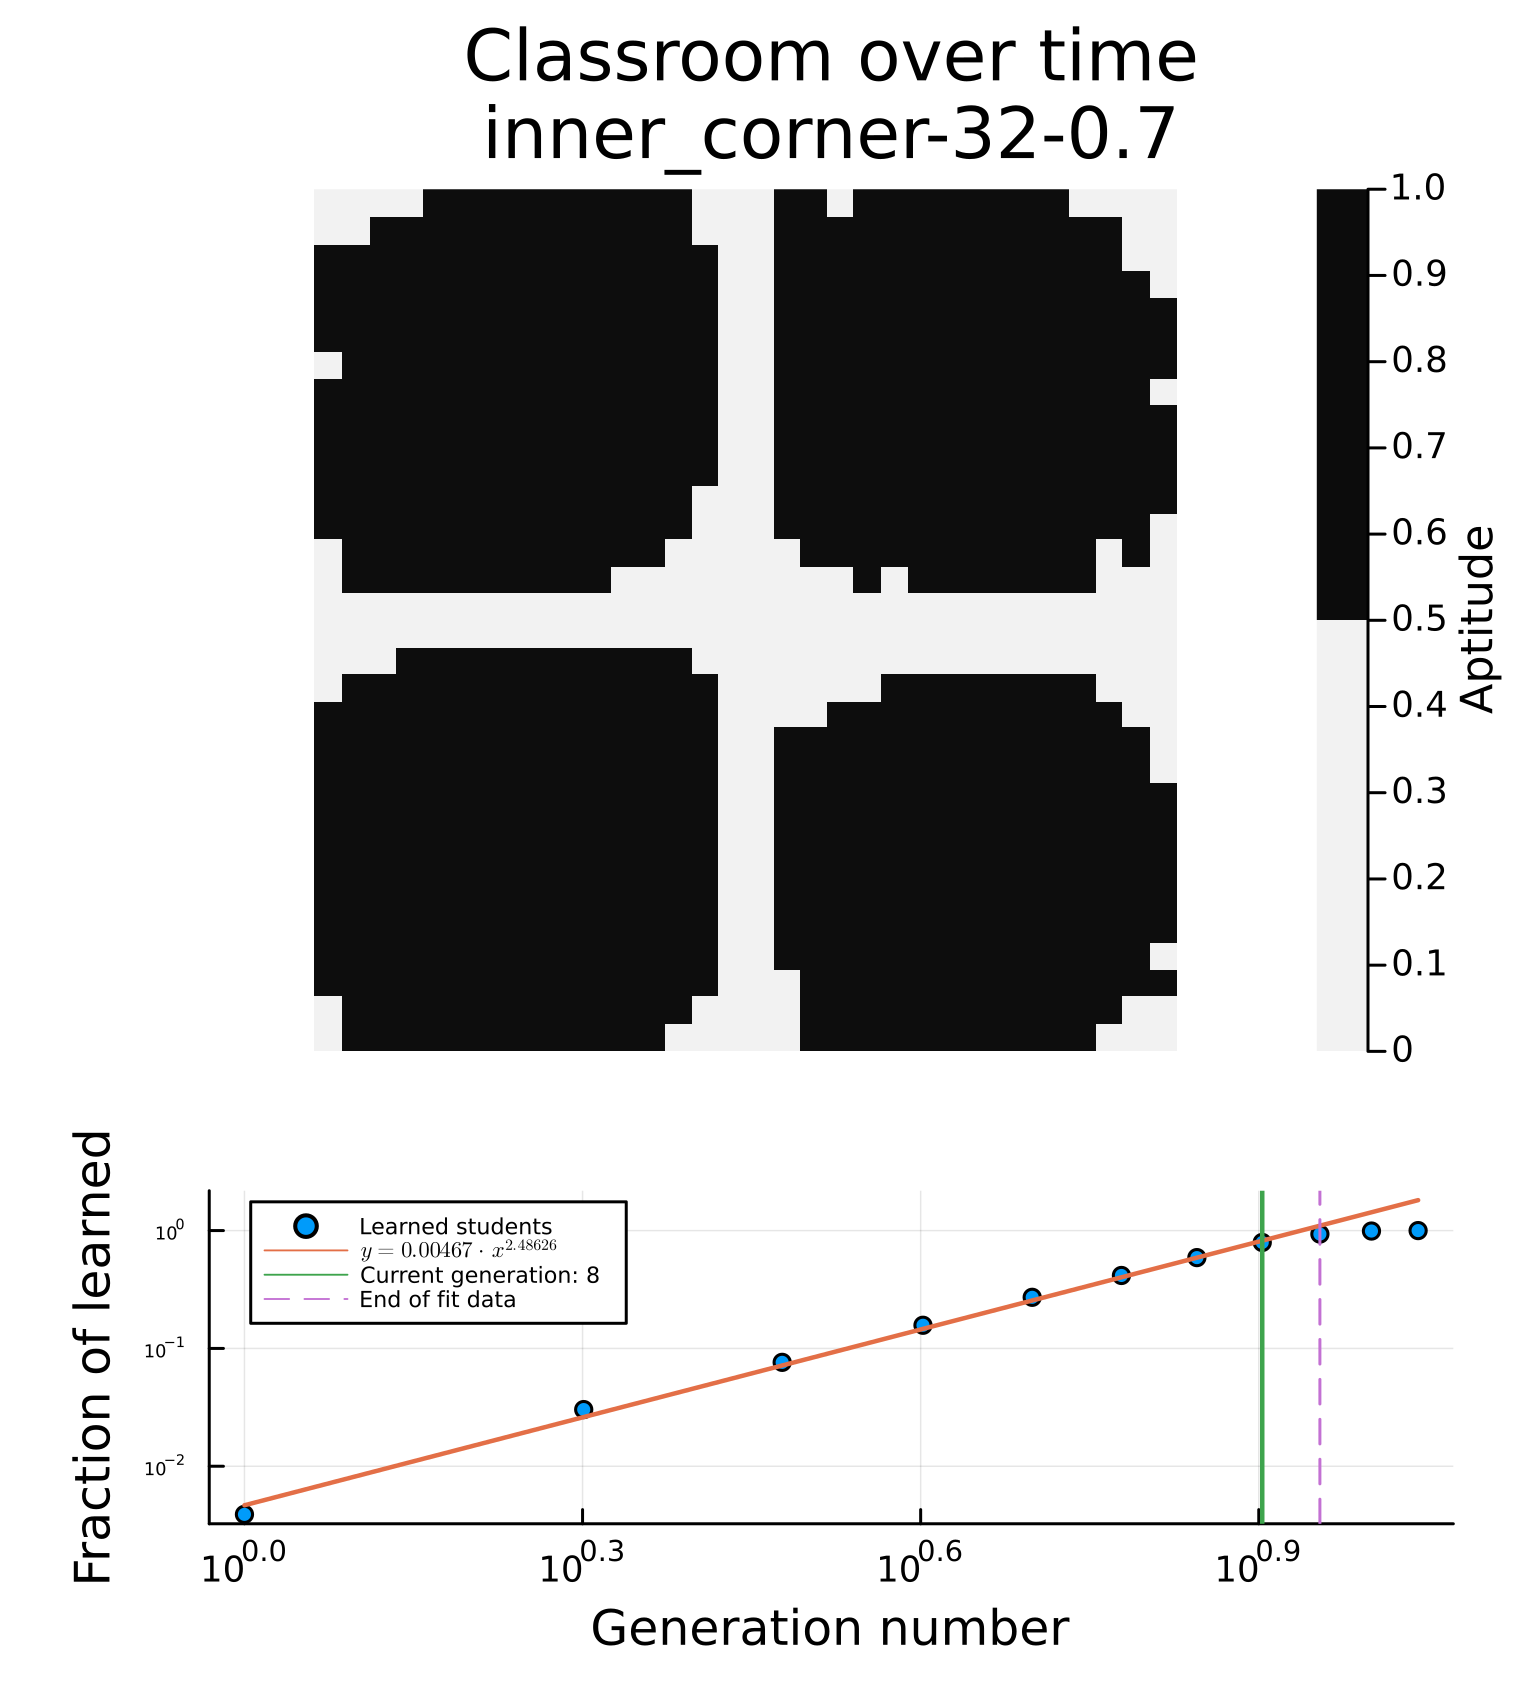 Classroom over time
inner_corner-32-0.7
1.0
0.9
0.8
0.7
0.6
0.5
0.4
0.3
0.2
0.1
0
Aptitude
Fraction of learned
10^0
10^-1
10^-2
Learned students
y = 0.00467 · x^2.48626
Current generation: 8
End of fit data
10^0.0
10^0.3
10^0.6
10^0.9
Generation number